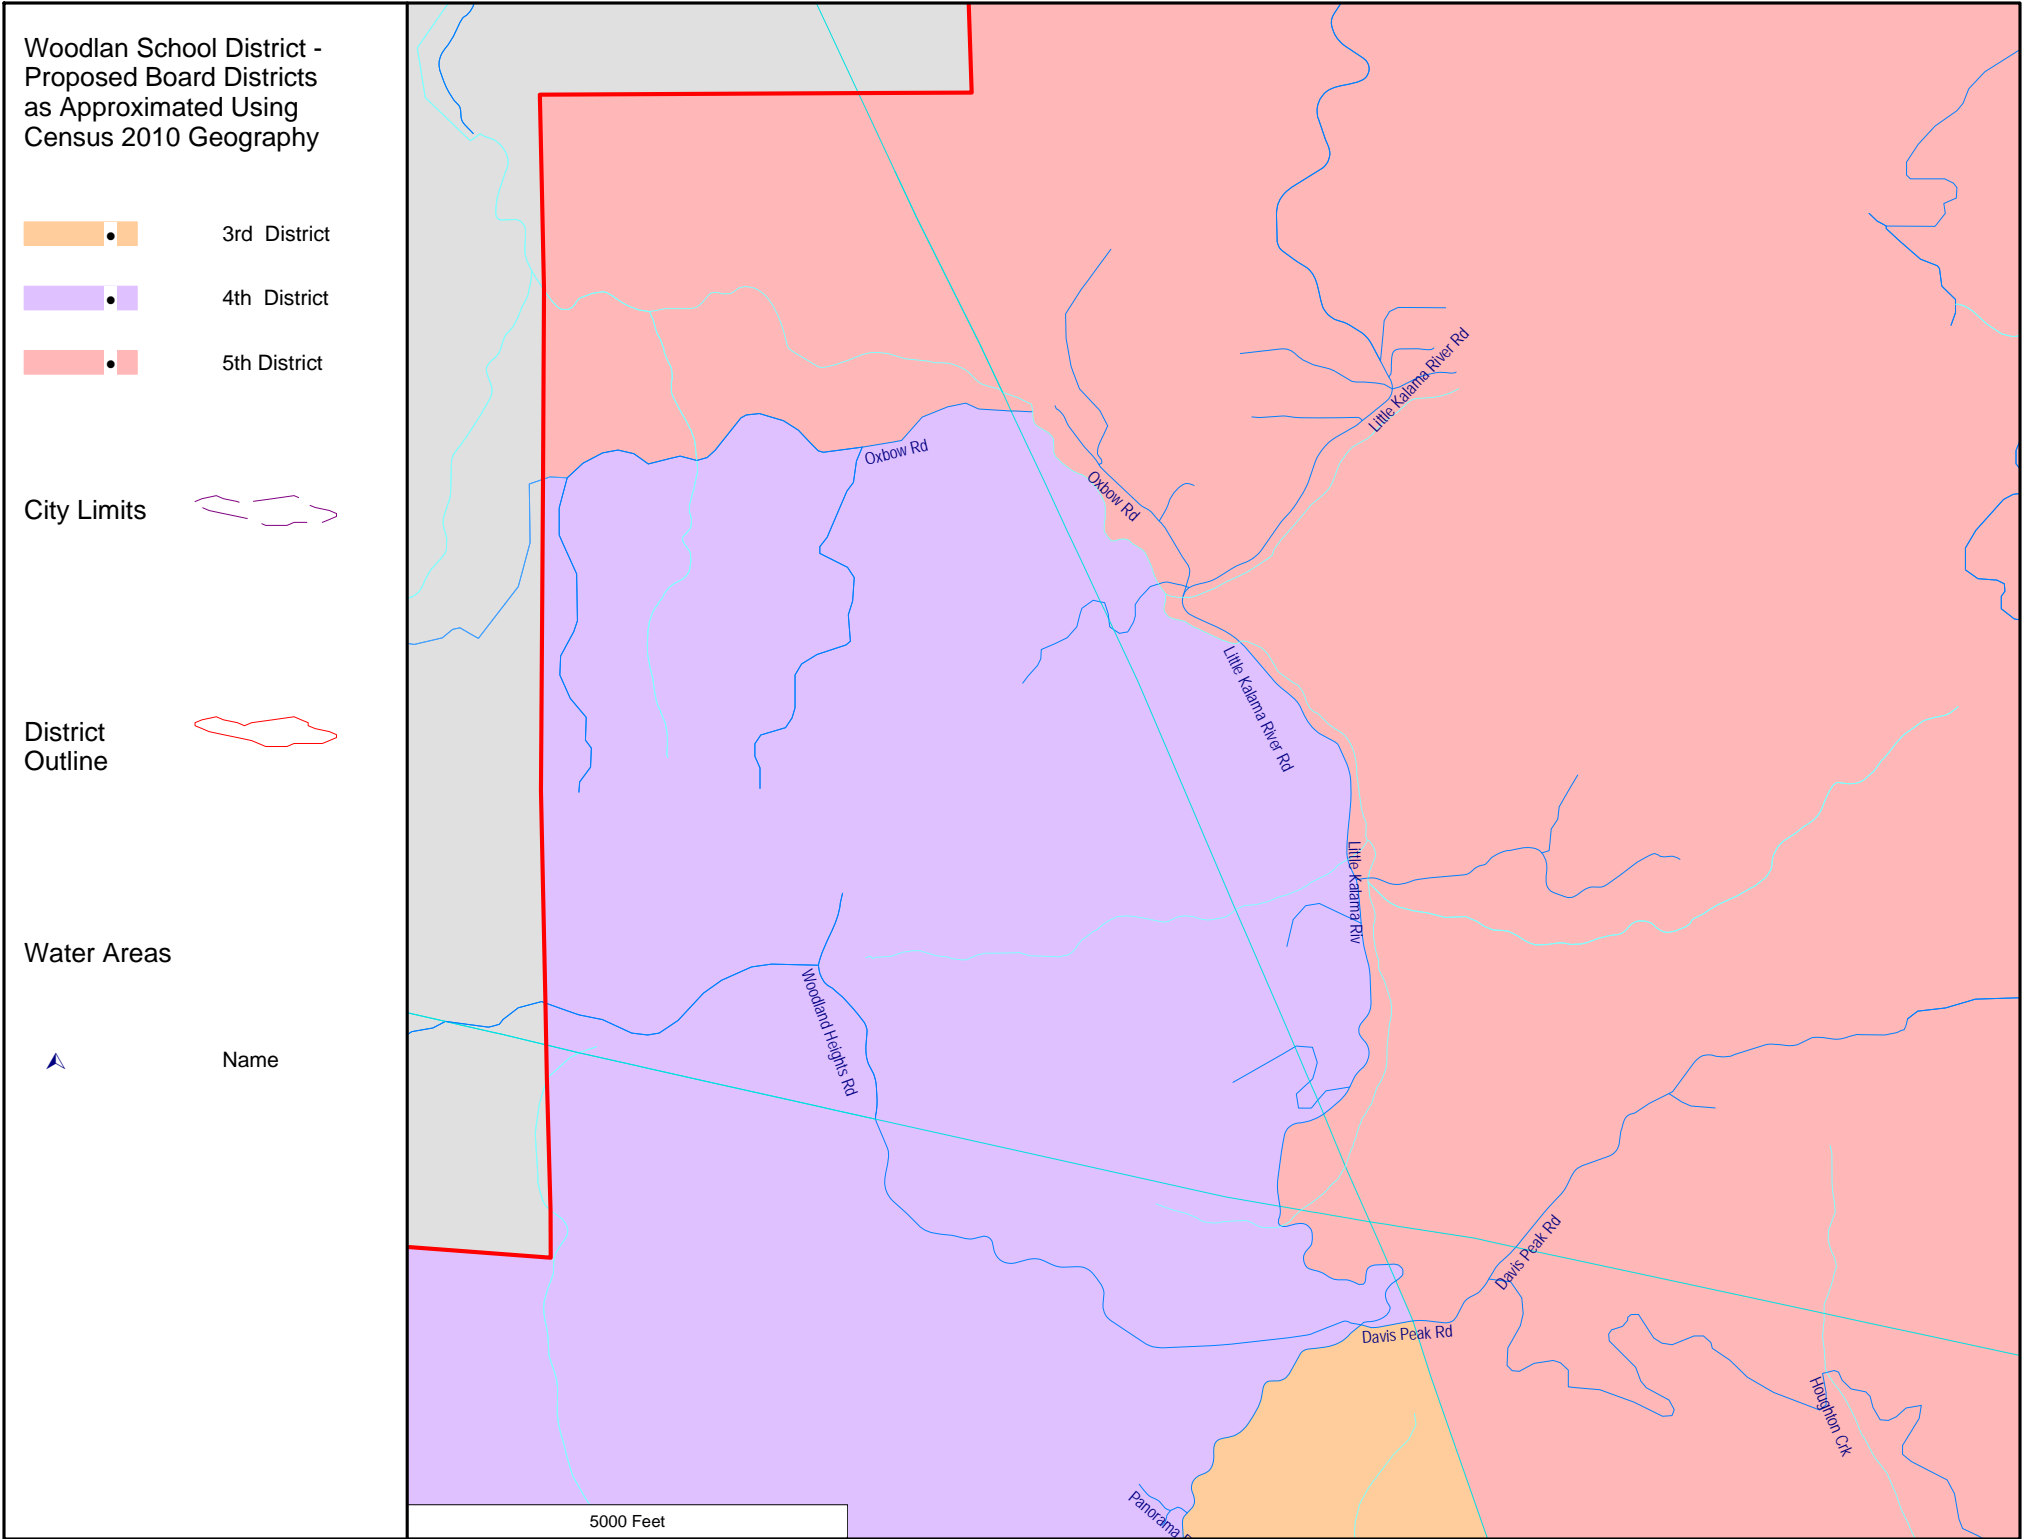 Woodlan School District -
Proposed Board Districts
as Approximated Using
Census 2010 Geography
3rd District
4th District
5th District
City Limits
District
Outline
Water Areas
Name
Little Kalama River Rd
Oxbow Rd
Oxbow Rd
Little Kalama River Rd
Little Kalama Riv
Woodland Heights Rd
Davis Peak Rd
Davis Peak Rd
Houghton Crk
Panorama
5000 Feet